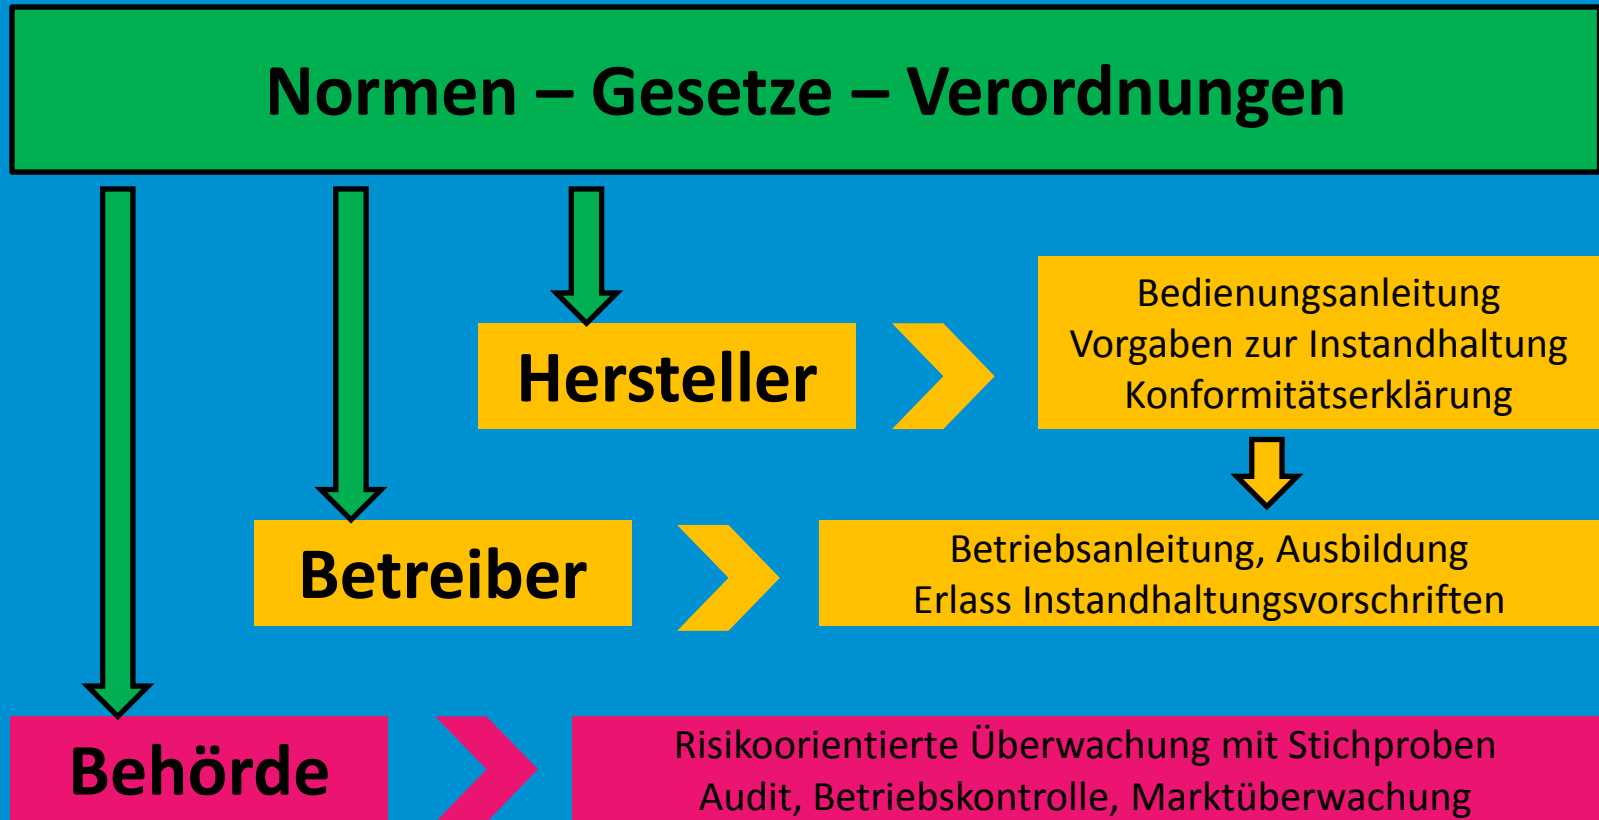 Normen – Gesetze – Verordnungen
Hersteller
Bedienungsanleitung
Vorgaben zur Instandhaltung
Konformitätserklärung
Betreiber
Betriebsanleitung, Ausbildung
Erlass Instandhaltungsvorschriften
Behörde
Risikoorientierte Überwachung mit Stichproben
Audit, Betriebskontrolle, Marktüberwachung